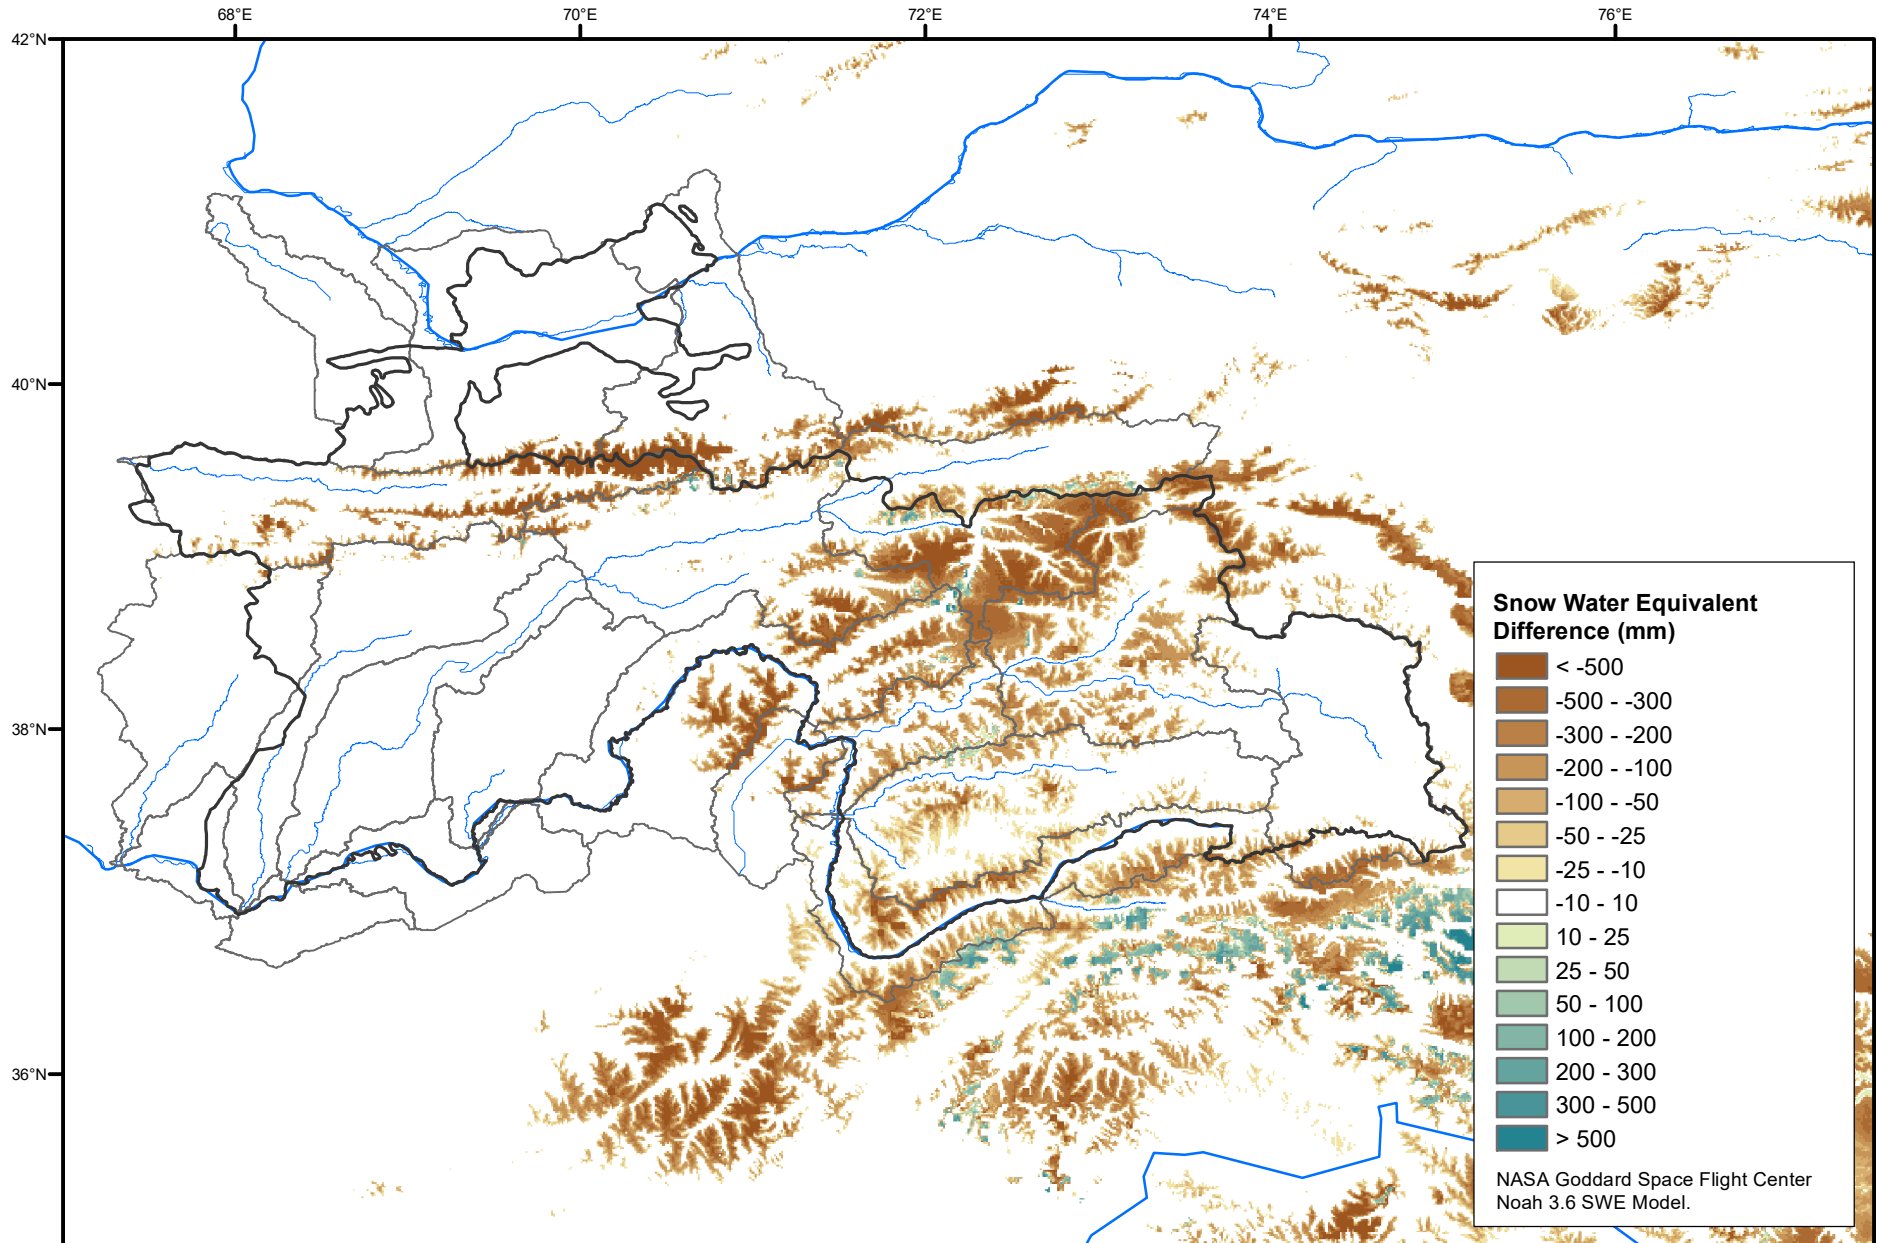 68°E
70°E
72°E
74°E
76°E
42°N
40°N
38°N
36°N
Snow Water Equivalent
Difference (mm)
< -500
-500 - -300
-300 - -200
-200 - -100
-100 - -50
-50 - -25
-25 - -10
-10 - 10
10 - 25
25 - 50
50 - 100
100 - 200
200 - 300
300 - 500
> 500
NASA Goddard Space Flight Center
Noah 3.6 SWE Model.